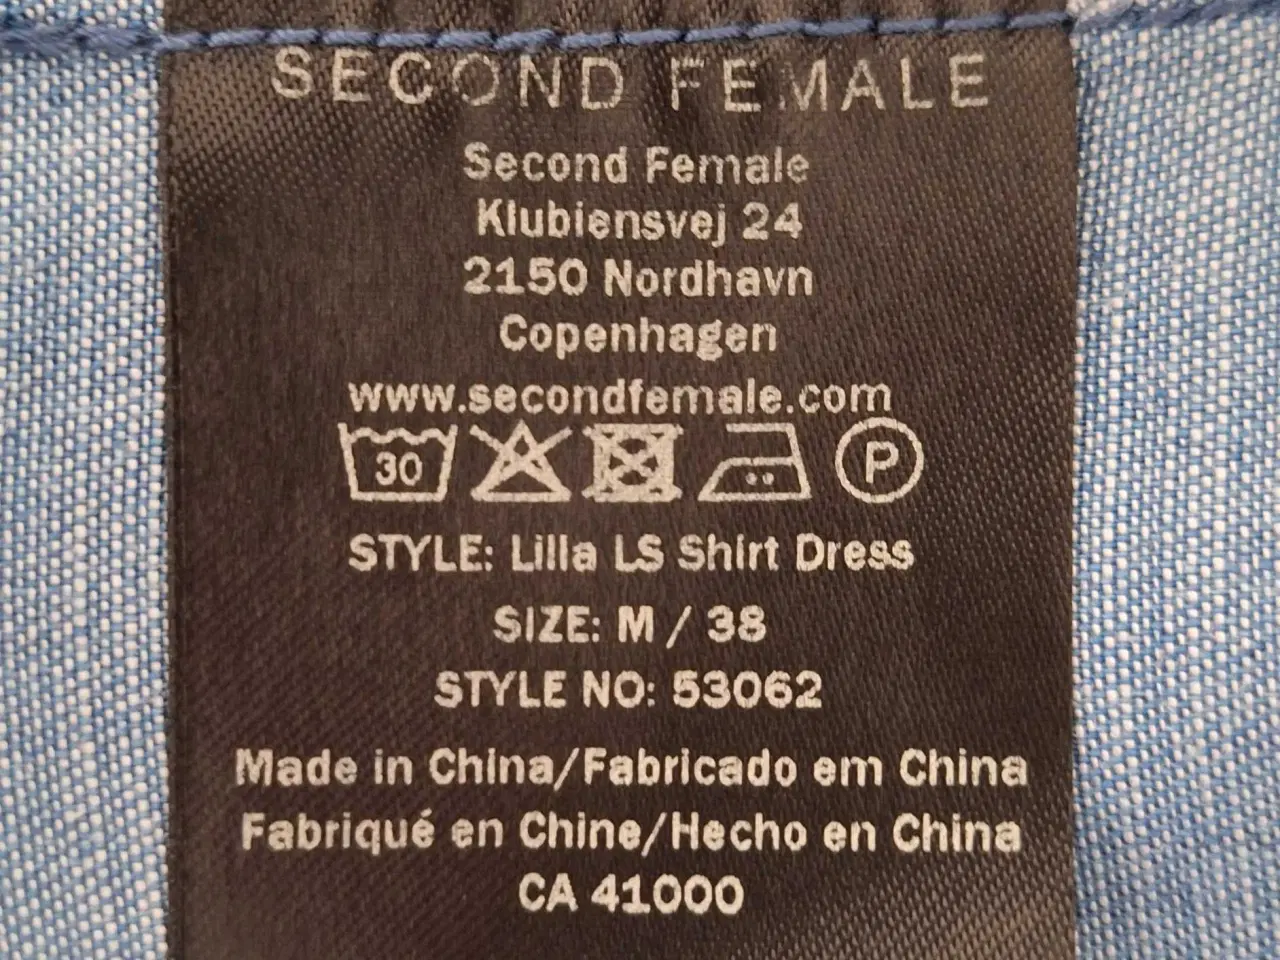 SECOND FEMALE
Second Female
Klubiensvej 24
2150 Nordhavn
Copenhagen
www.secondfemale.com
30 P
STYLE: Lilla LS Shirt Dress
SIZE: M / 38
STYLE NO: 53062
Made in China/Fabricado em China
Fabriqué en Chine/Hecho en China
CA 41000